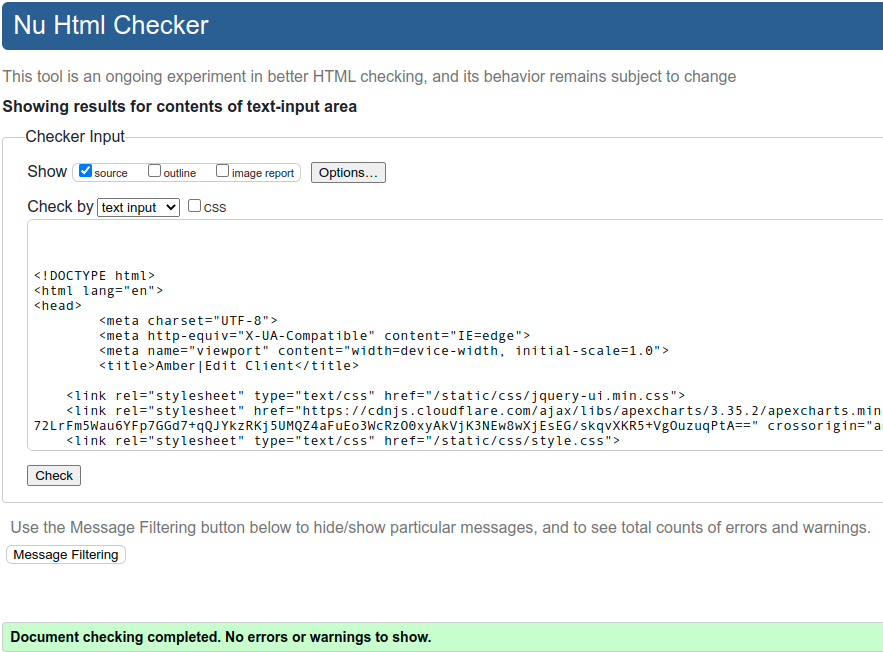 Nu Html Checker
This tool is an ongoing experiment in better HTML checking, and its behavior remains subject to change
Showing results for contents of text-input area
Checker Input
Show source outline image report Options...
Check by text input CSS
<!DOCTYPE html>
<html lang="en">
<head>
<meta charset="UTF-8">
<meta http-equiv="X-UA-Compatible" content="IE=edge">
<meta name="viewport" content="width=device-width, initial-scale=1.0">
<title>Amber|Edit Client</title>
<link rel="stylesheet" type="text/css" href="/static/css/jquery-ui.min.css">
<link rel="stylesheet" href="https://cdnjs.cloudflare.com/ajax/libs/apexcharts/3.35.2/apexcharts.min
72LrFm5Wau6YFp7GGd7+qQJYkzRKj5UMQZ4aFuEo3WcRzO0xyAkVjK3NEw8wXjEsEG/skqvXKR5+VgOuzuqPtA==" crossorigin="a
<link rel="stylesheet" type="text/css" href="/static/css/style.css">
Check
Use the Message Filtering button below to hide/show particular messages, and to see total counts of errors and warnings.
Message Filtering
Document checking completed. No errors or warnings to show.